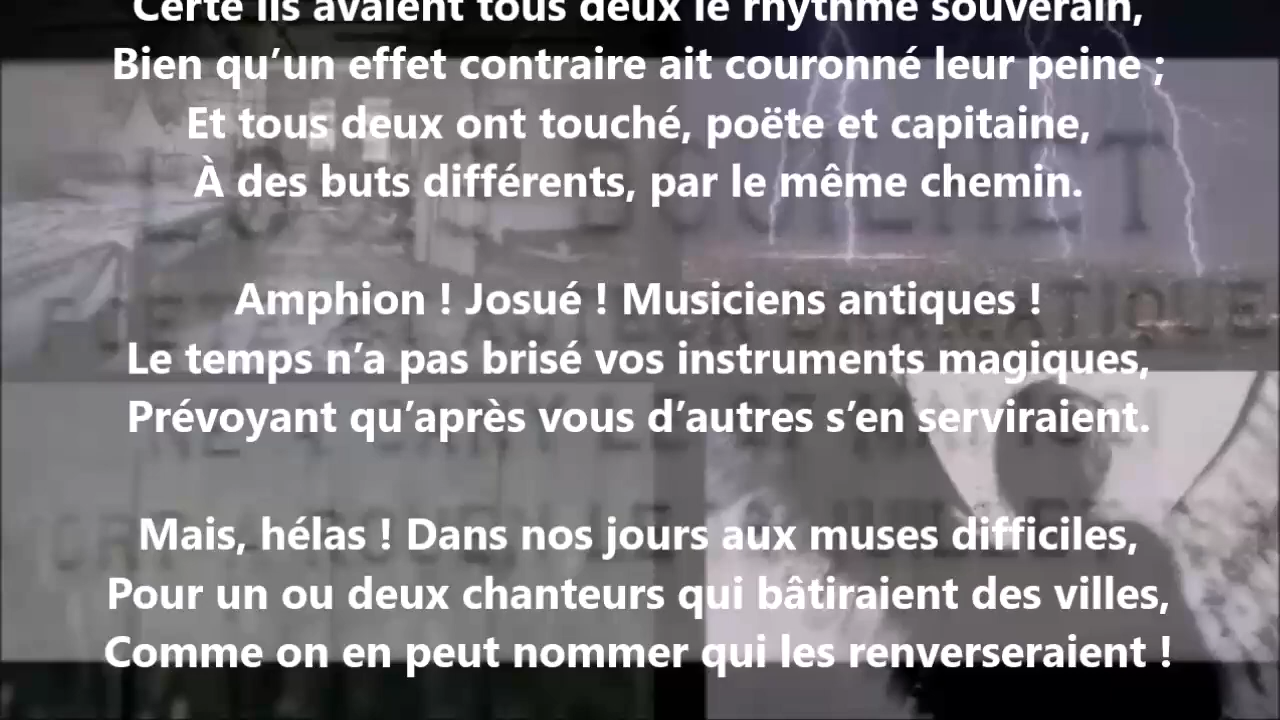 Certe ils avaient tous deux le rhythme souverain,
Bien qu’un effet contraire ait couronné leur peine ;
Et tous deux ont touché, poëte et capitaine,
À des buts différents, par le même chemin.
Amphion ! Josué ! Musiciens antiques !
Le temps n’a pas brisé vos instruments magiques,
Prévoyant qu’après vous d’autres s’en serviraient.
Mais, hélas ! Dans nos jours aux muses difficiles,
Pour un ou deux chanteurs qui bâtiraient des villes,
Comme on en peut nommer qui les renverseraient !